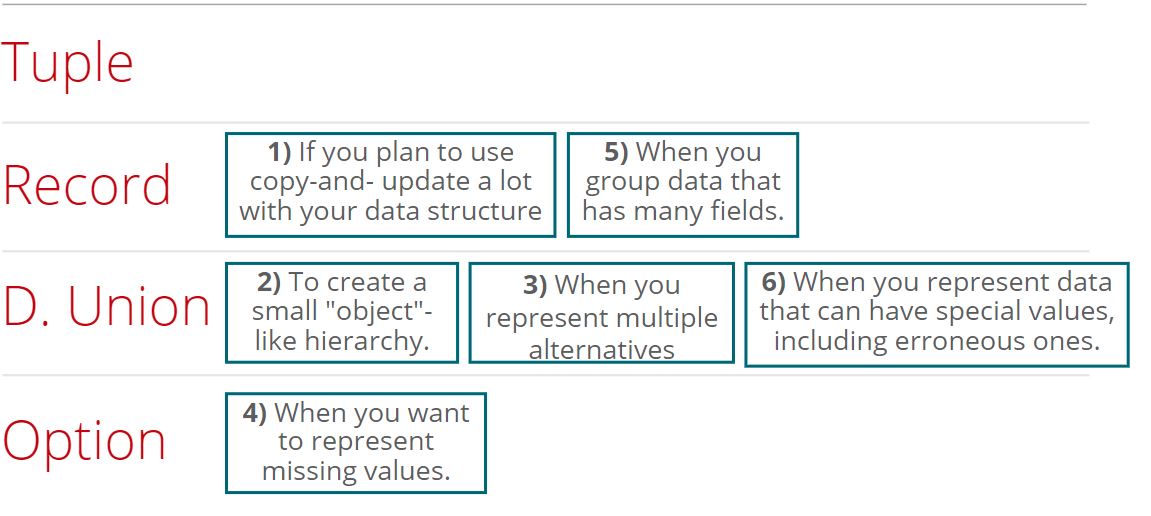 Tuple
Record
1) If you plan to use
copy-and- update a lot
with your data structure
5) When you
group data that
has many fields.
D. Union
2) To create a
small "object"-
like hierarchy.
3) When you
represent multiple
alternatives
6) When you represent data
that can have special values,
including erroneous ones.
Option
4) When you want
to represent
missing values.